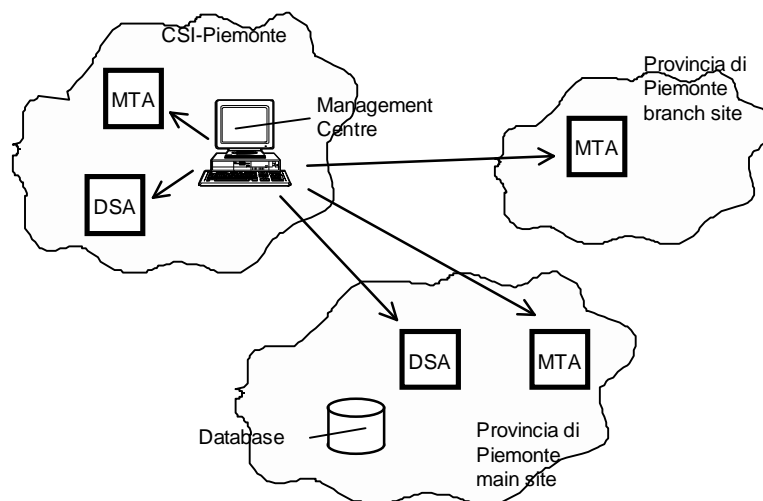 CSI-Piemonte
MTA
Management
Centre
DSA
Provincia di
Piemonte
branch site
MTA
DSA
MTA
Database
Provincia di
Piemonte
main site